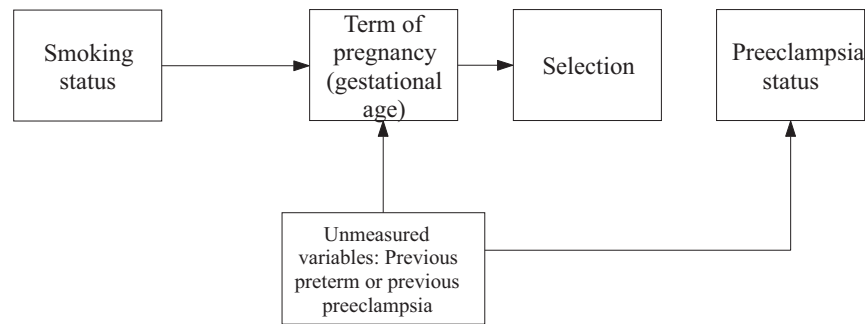 Smoking
status
Term of
pregnancy
(gestational
age)
Selection
Preeclampsia
status
Unmeasured
variables: Previous
preterm or previous
preeclampsia